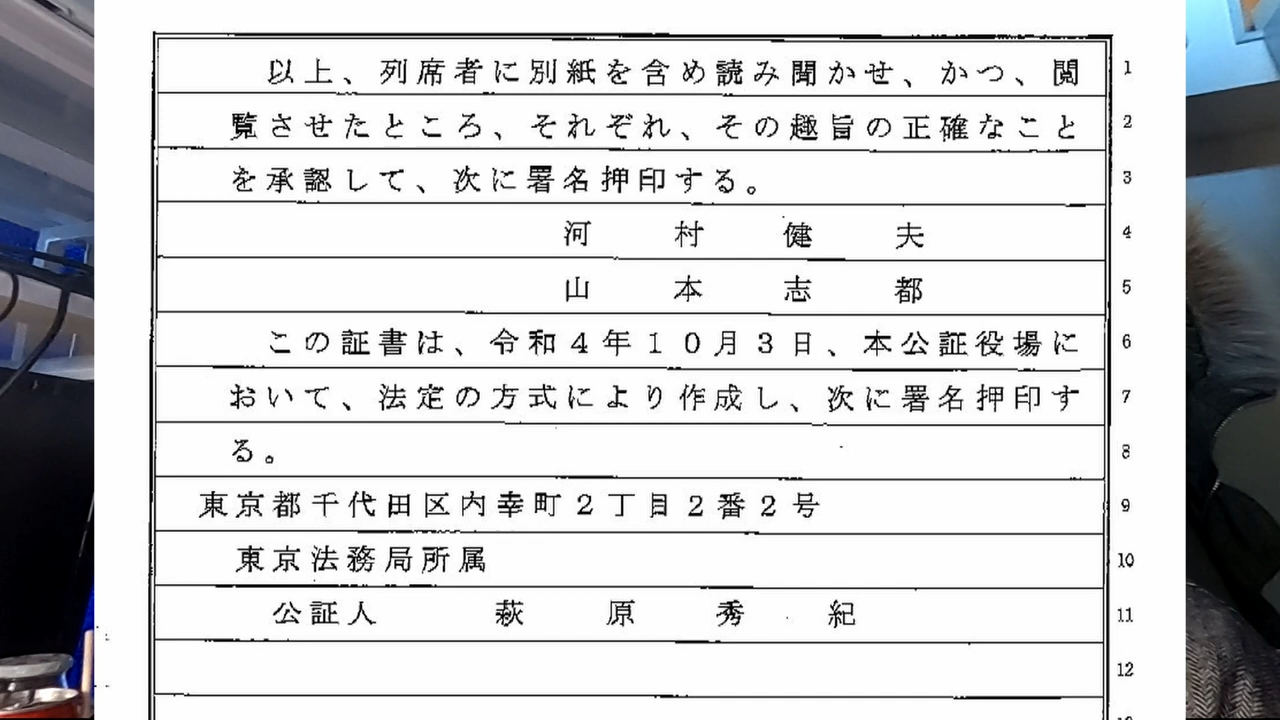 以上、列席者に別紙を含め読み聞かせ、かつ、閲 1
覧させたところ、それぞれ、その趣旨の正確なこと 2
を承認して、次に署名押印する。 3
河村健夫 4
山本志都 5
この証書は、令和4年10月3日、本公証役場に 6
おいて、法定の方式により作成し、次に署名押印す 7
る。 8
東京都千代田区内幸町2丁目2番2号 9
東京法務局所属 10
公証人 萩原秀紀 11
12